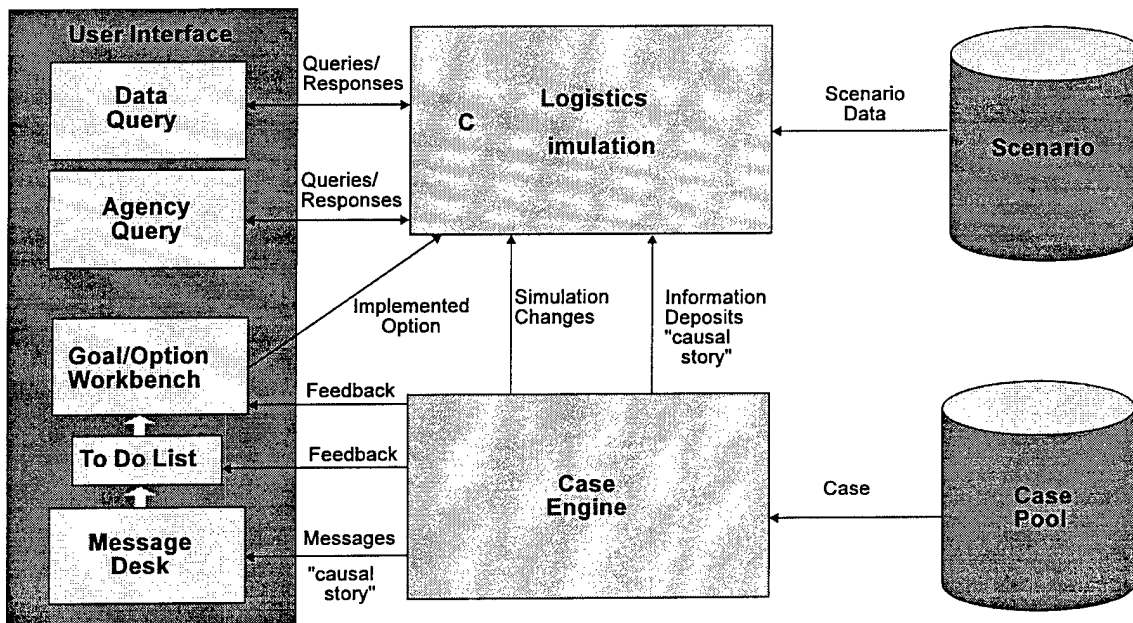 User Interface
Data
Query
Queries/
Responses
Logistics
C
imulation
Scenario
Data
Scenario
Agency
Query
Queries/
Responses
Implemented
Option
Simulation
Changes
Information
Deposits
"causal
story"
Goal/Option
Workbench
Feedback
To Do List
Feedback
Message
Desk
Messages
"causal
story"
Case
Engine
Case
Case
Pool